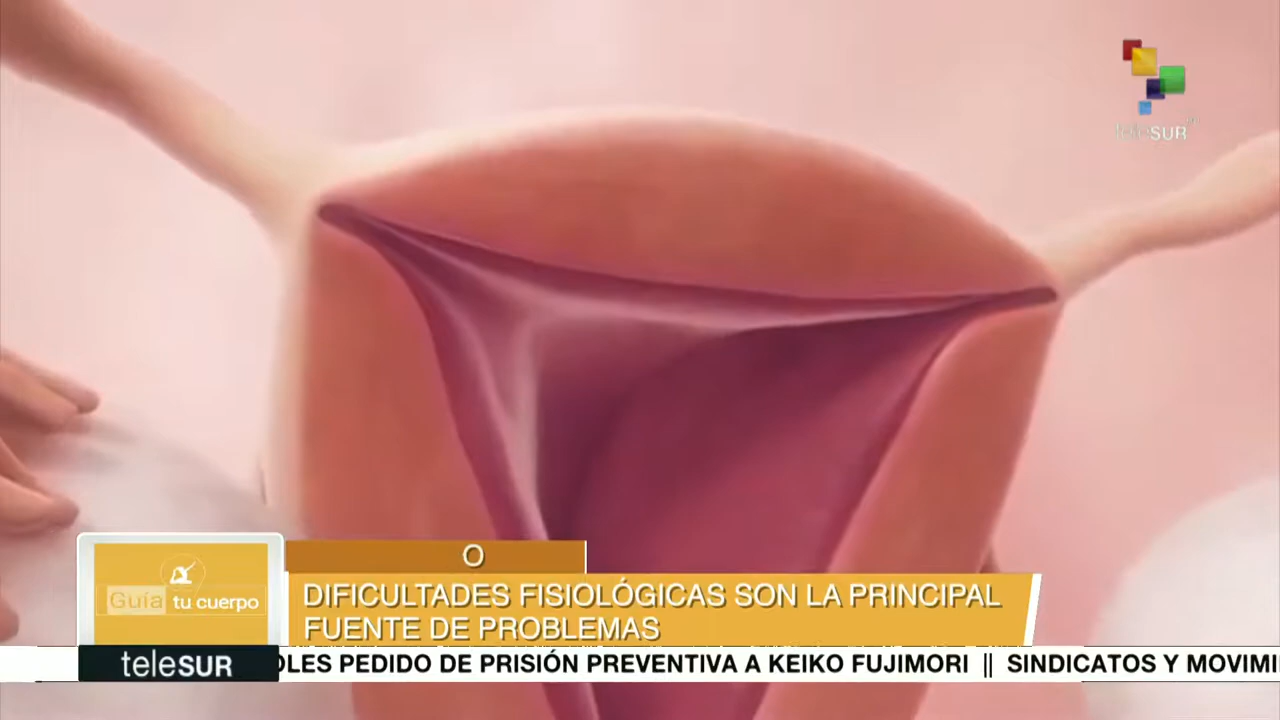 teleSUR
O
DIFICULTADES FISIOLÓGICAS SON LA PRINCIPAL
FUENTE DE PROBLEMAS
Guía tu cuerpo
teleSUR
OLES PEDIDO DE PRISIÓN PREVENTIVA A KEIKO FUJIMORI || SINDICATOS Y MOVIMI